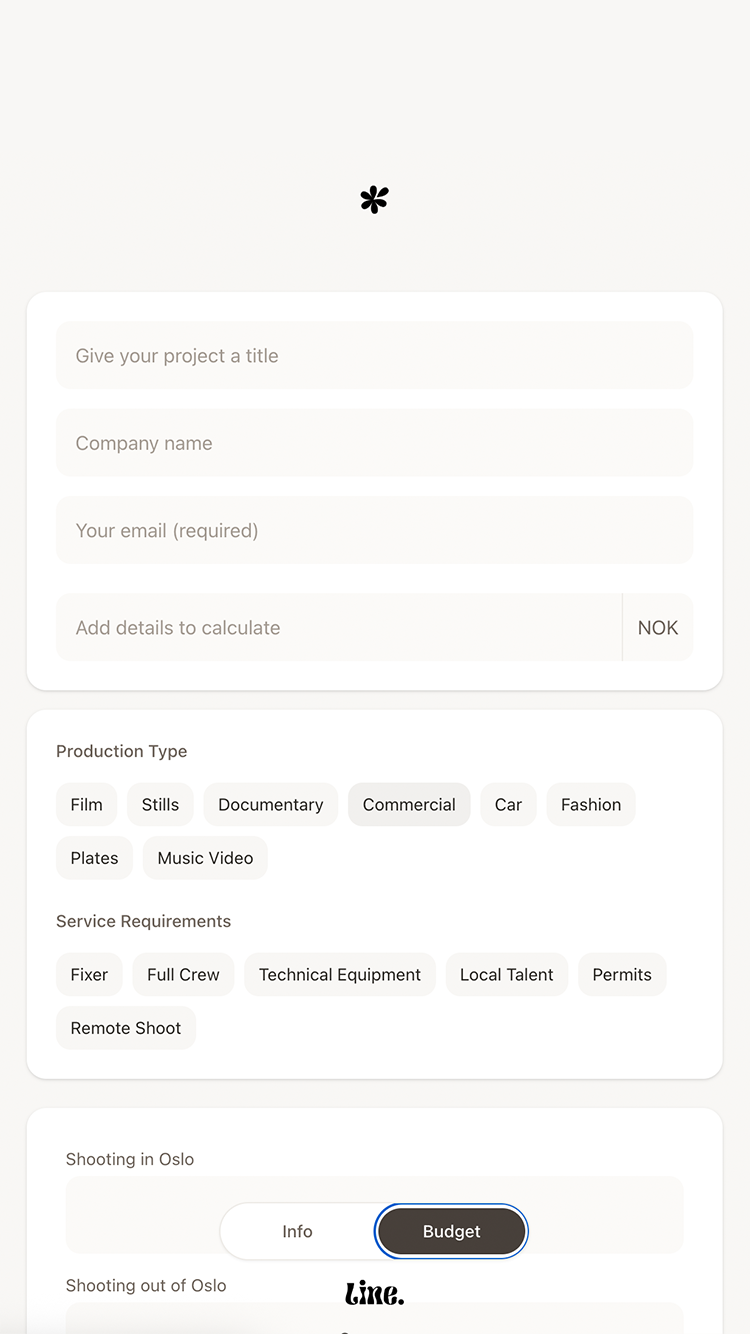 Give your project a title
Company name
Your email (required)
Add details to calculate NOK
Production Type
Film Stills Documentary Commercial Car Fashion
Plates Music Video
Service Requirements
Fixer Full Crew Technical Equipment Local Talent Permits
Remote Shoot
Shooting in Oslo
Info Budget
Shooting out of Oslo
Line.